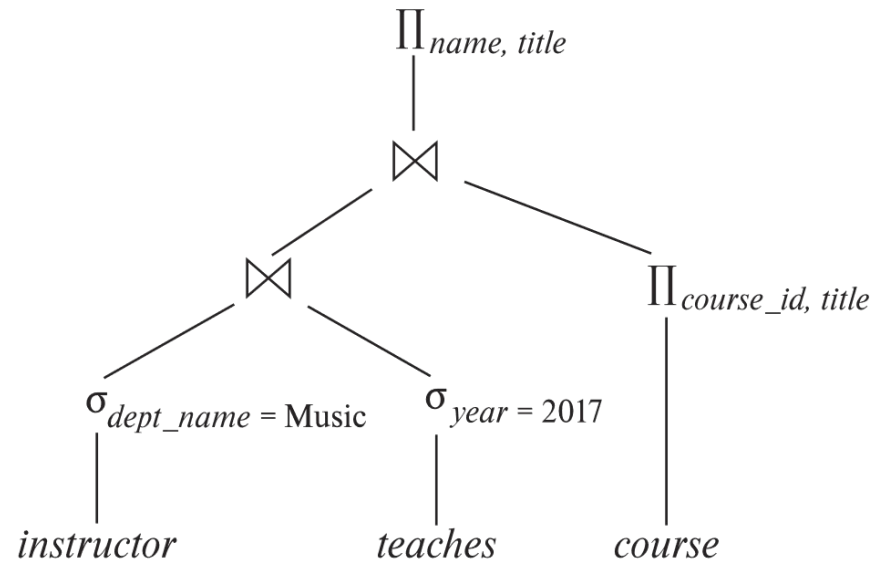 ∏ name, title
⋈
⋈
∏ course_id, title
σ dept_name = Music
σ year = 2017
instructor
teaches
course